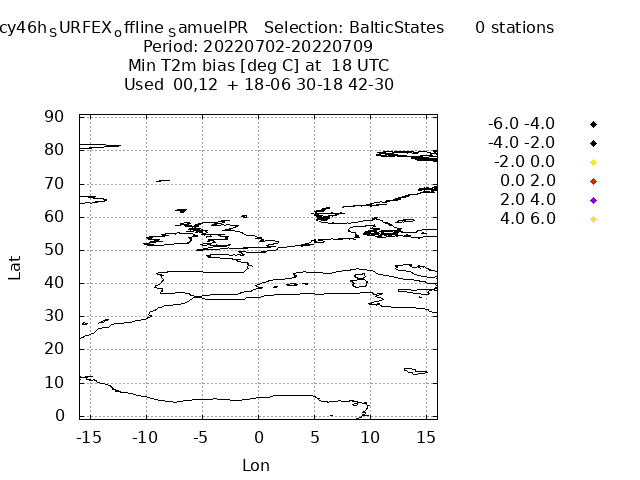 cy46hSURFEXoffline SamuelPR   Selection: BalticStates      0 stations
Period: 20220702-20220709
Min T2m bias [deg C] at  18 UTC
Used  00,12  + 18-06 30-18 42-30
90
80
70
60
50
40
30
20
10
0
Lat
-15 -10 -5 0 5 10 15
Lon
-6.0 -4.0
-4.0 -2.0
-2.0 0.0
0.0 2.0
2.0 4.0
4.0 6.0